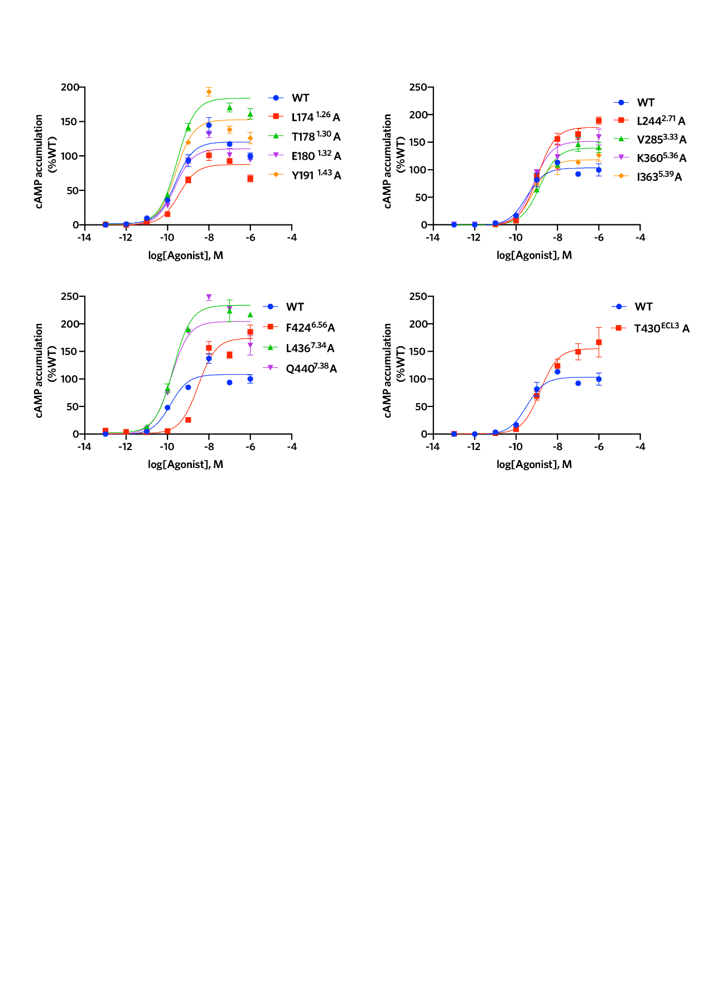 200
150
100
50
0
-14 -12 -10 -8 -6 -4
cAMP accumulation
(%WT)
log[Agonist], M
WT
L174 1.26 A
T178 1.30 A
E180 1.32 A
Y191 1.43 A
250
200
150
100
50
0
-14 -12 -10 -8 -6 -4
cAMP accumulation
(%WT)
log[Agonist], M
WT
L244 2.71 A
V285 3.33 A
K360 5.36 A
I363 5.39 A
250
200
150
100
50
0
-14 -12 -10 -8 -6 -4
cAMP accumulation
(%WT)
log[Agonist], M
WT
F424 6.56 A
L436 7.34 A
Q440 7.38 A
250
200
150
100
50
0
-14 -12 -10 -8 -6 -4
cAMP accumulation
(%WT)
log[Agonist], M
WT
T430 ECL3 A